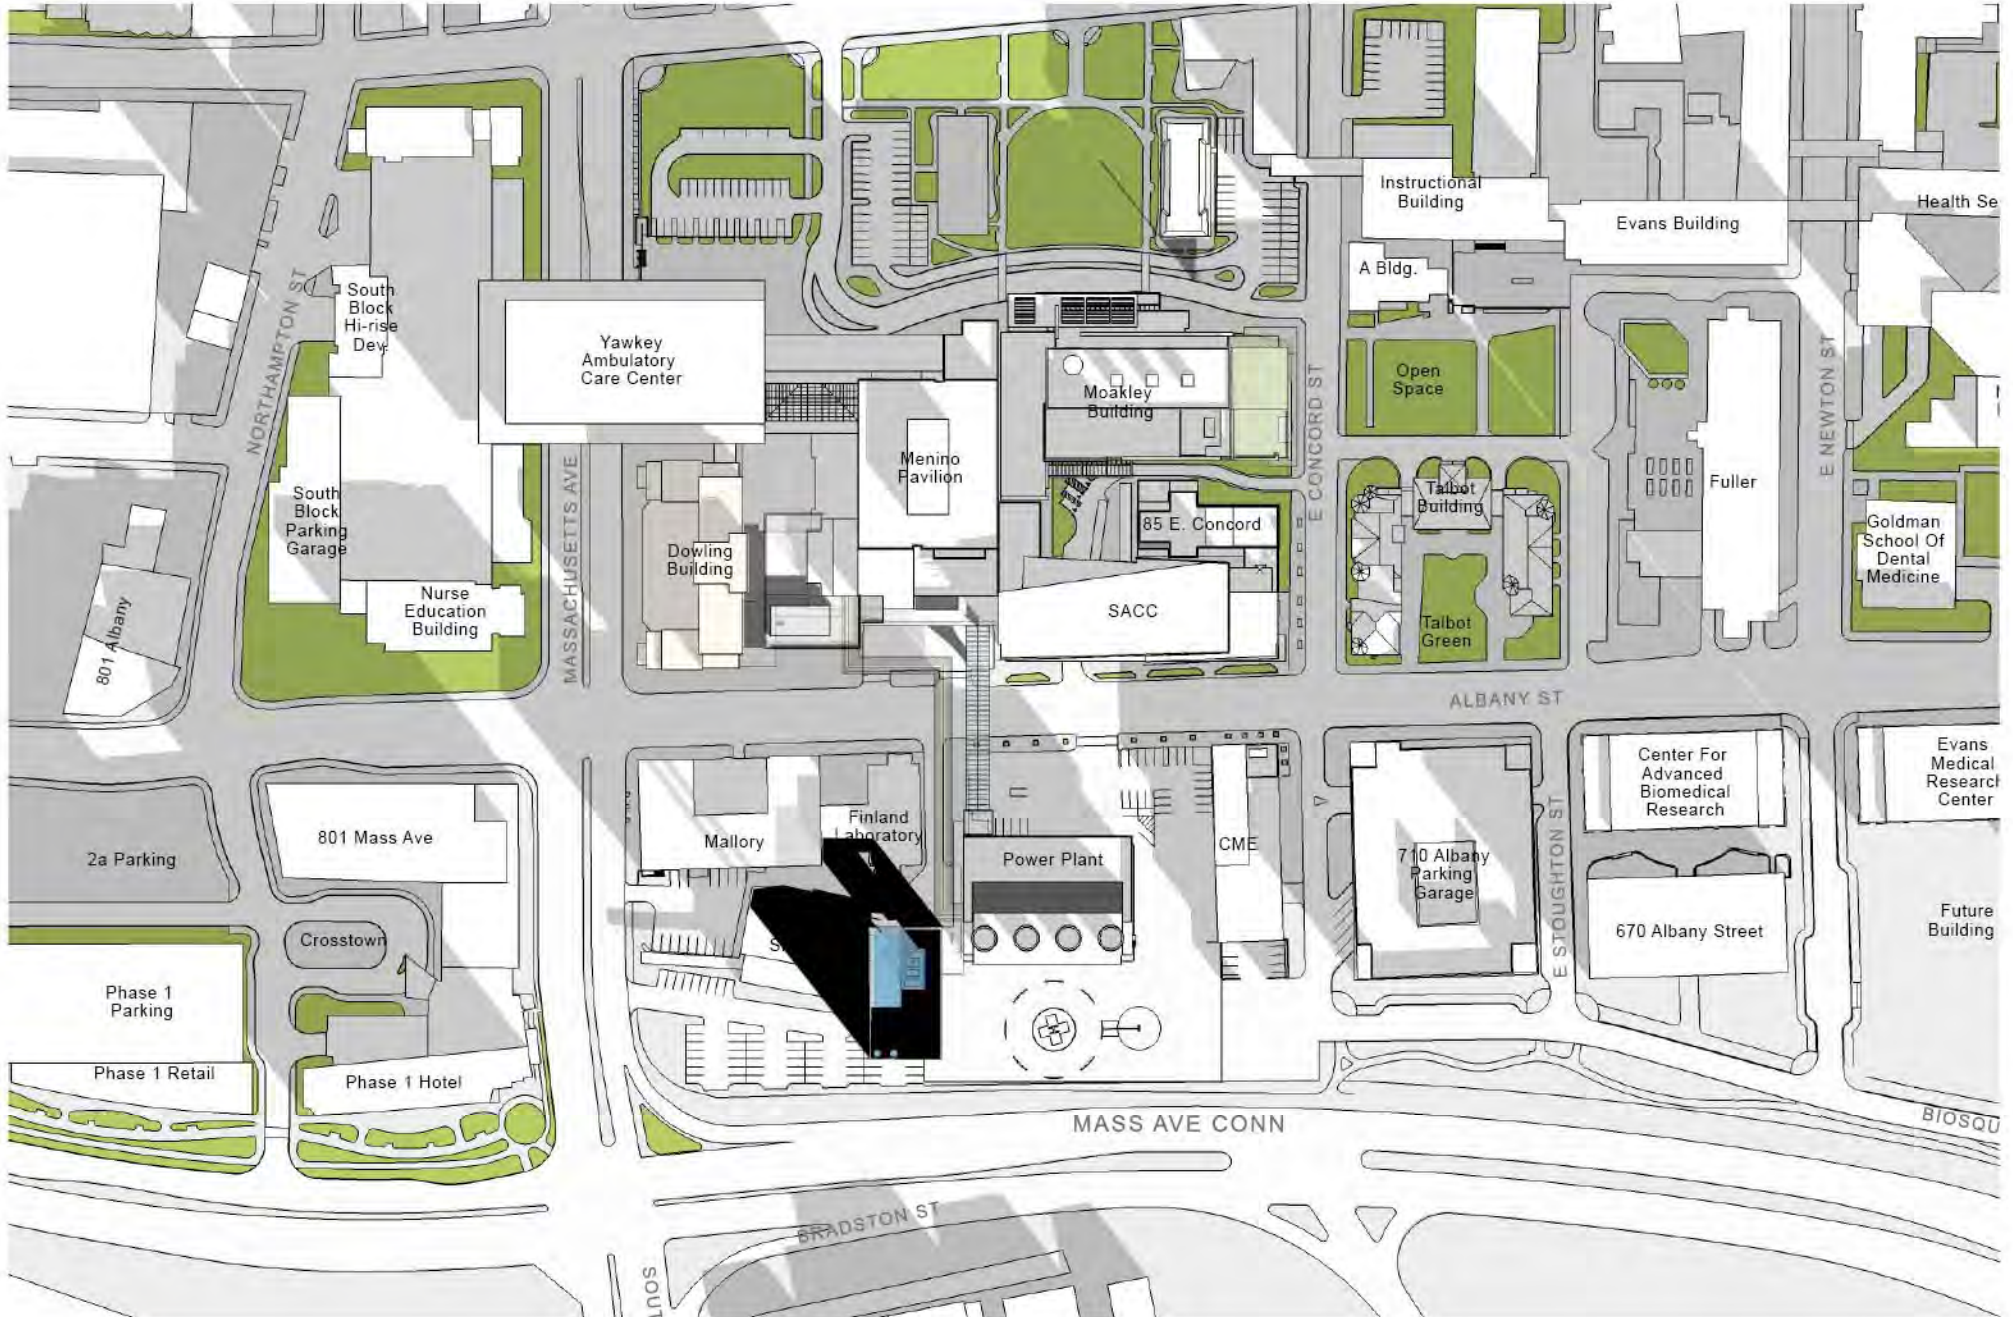 Instructional
Building
Evans Building
Health Se
A Bldg.
NORTHAMPTON ST
South
Block
Hi-rise
Dev.
Yawkey
Ambulatory
Care Center
Moakley
Building
E CONCORD ST
Open
Space
E NEWTON ST
Menino
Pavilion
MASSACHUSETTS AVE
South
Block
Parking
Garage
Dowling
Building
85 E. Concord
Talbot
Building
Fuller
Goldman
School Of
Dental
Medicine
801 Albany
Nurse
Education
Building
SACC
Talbot
Green
ALBANY ST
Center For
Advanced
Biomedical
Research
Evans
Medical
Research
Center
2a Parking
801 Mass Ave
Mallory
Finland
Laboratory
Power Plant
CME
710 Albany
Parking
Garage
E STOUGHTON ST
670 Albany Street
Future
Building
Crosstown
S
Phase 1
Parking
H
Phase 1 Retail
Phase 1 Hotel
MASS AVE CONN
BIOSQU
BRADSTON ST
SOUT